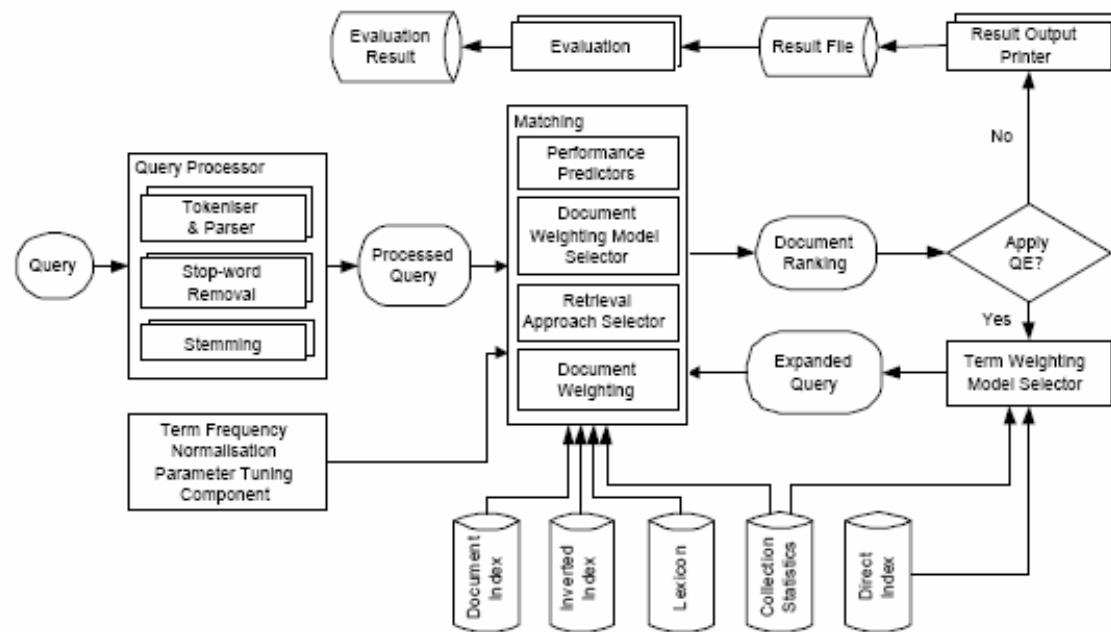 Evaluation
Result
Evaluation
Result File
Result Output
Printer
No
Matching
Performance
Predictors
Document
Weighting Model
Selector
Retrieval
Approach Selector
Document
Weighting
Query Processor
Tokeniser
& Parser
Stop-word
Removal
Stemming
Query
Processed
Query
Document
Ranking
Apply
QE?
Yes
Expanded
Query
Term Weighting
Model Selector
Term Frequency
Normalisation
Parameter Tuning
Component
Document
Index
Inverted
Index
Lexicon
Collection
Statistics
Direct
Index